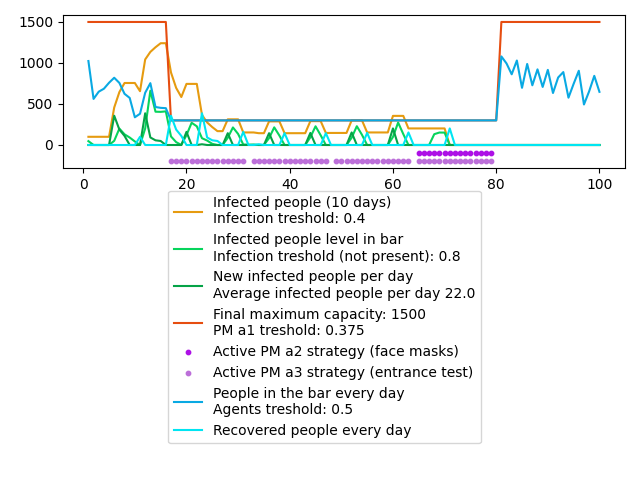 1500
1000
500
0
0
20
40
60
80
100
Infected people (10 days)
Infection treshold: 0.4
Infected people level in bar
Infection treshold (not present): 0.8
New infected people per day
Average infected people per day 22.0
Final maximum capacity: 1500
PM a1 treshold: 0.375
Active PM a2 strategy (face masks)
Active PM a3 strategy (entrance test)
People in the bar every day
Agents treshold: 0.5
Recovered people every day